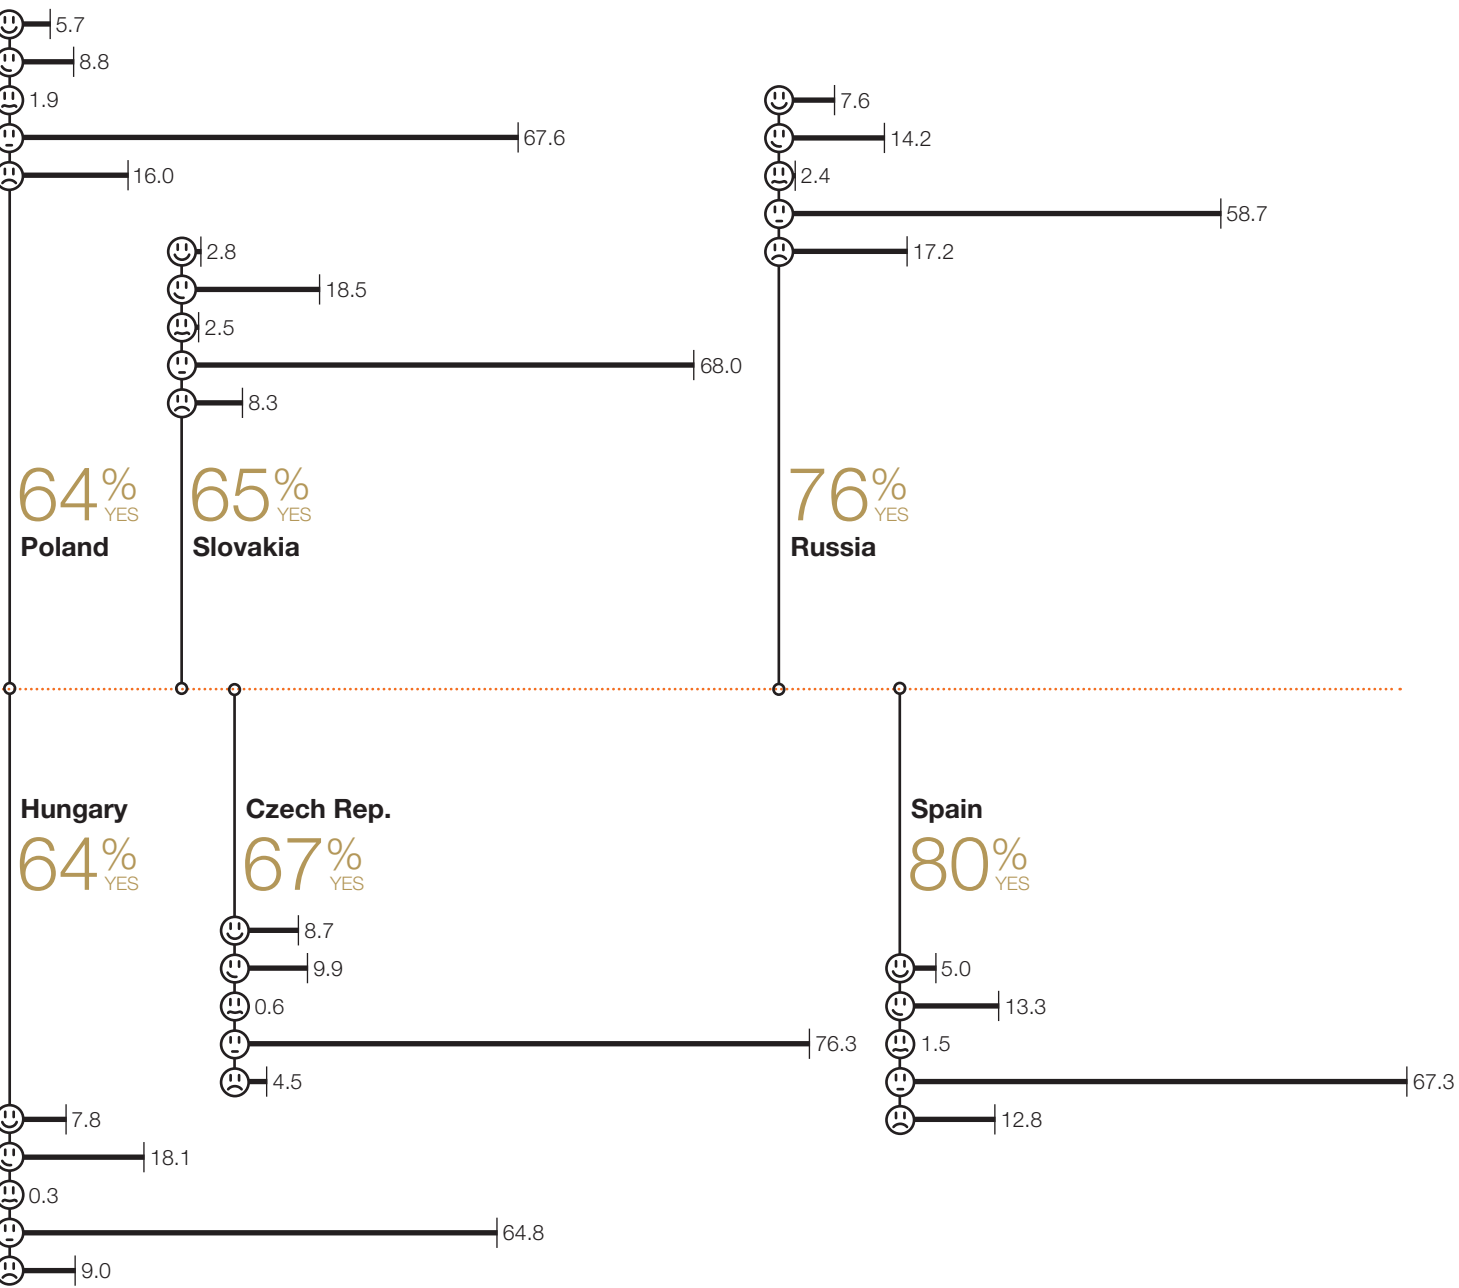 5.7
8.8
1.9
67.6
16.0
2.8
18.5
2.5
68.0
8.3
7.6
14.2
2.4
58.7
17.2
64% YES
Poland
65% YES
Slovakia
76% YES
Russia
Hungary
64% YES
Czech Rep.
67% YES
Spain
80% YES
8.7
9.9
0.6
76.3
4.5
5.0
13.3
1.5
67.3
12.8
7.8
18.1
0.3
64.8
9.0